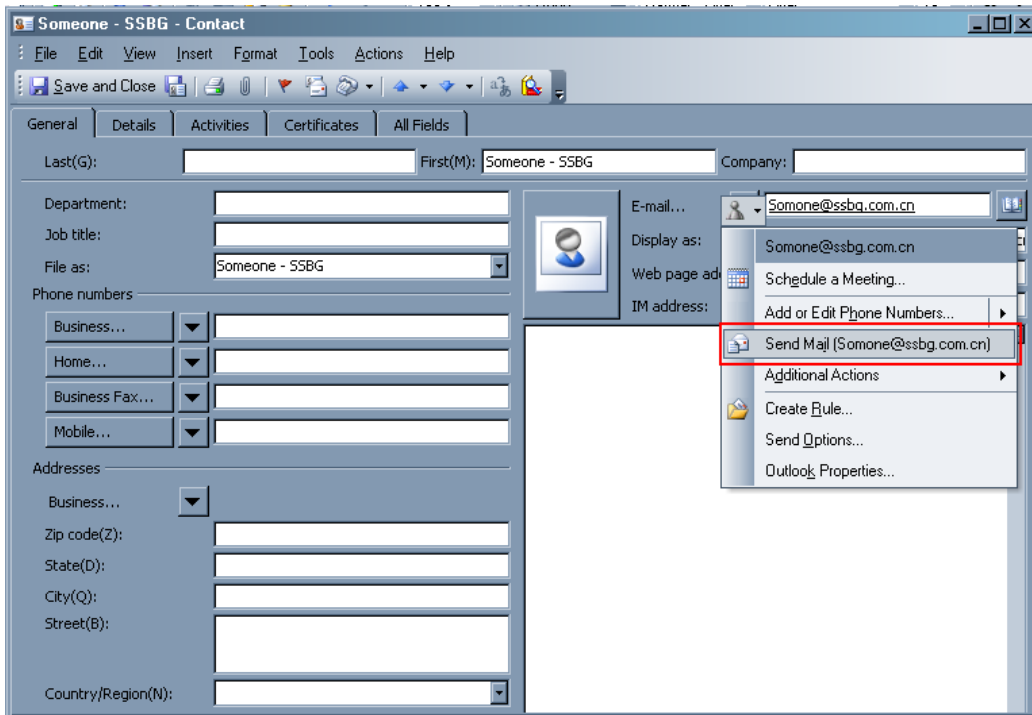 Someone - SSBG - Contact
File Edit View Insert Format Tools Actions Help
Save and Close
General Details Activities Certificates All Fields
Last(G): First(M): Someone - SSBG Company:
Department:
Job title:
File as: Someone - SSBG
Phone numbers
Business...
Home...
Business Fax...
Mobile...
Addresses
Business...
Zip code(Z):
State(D):
City(Q):
Street(B):
Country/Region(N):
E-mail... Somone@ssbg.com.cn
Display as:
Web page ad
IM address:
Somone@ssbg.com.cn
Schedule a Meeting...
Add or Edit Phone Numbers...
Send Mail (Somone@ssbg.com.cn)
Additional Actions
Create Rule...
Send Options...
Outlook Properties...